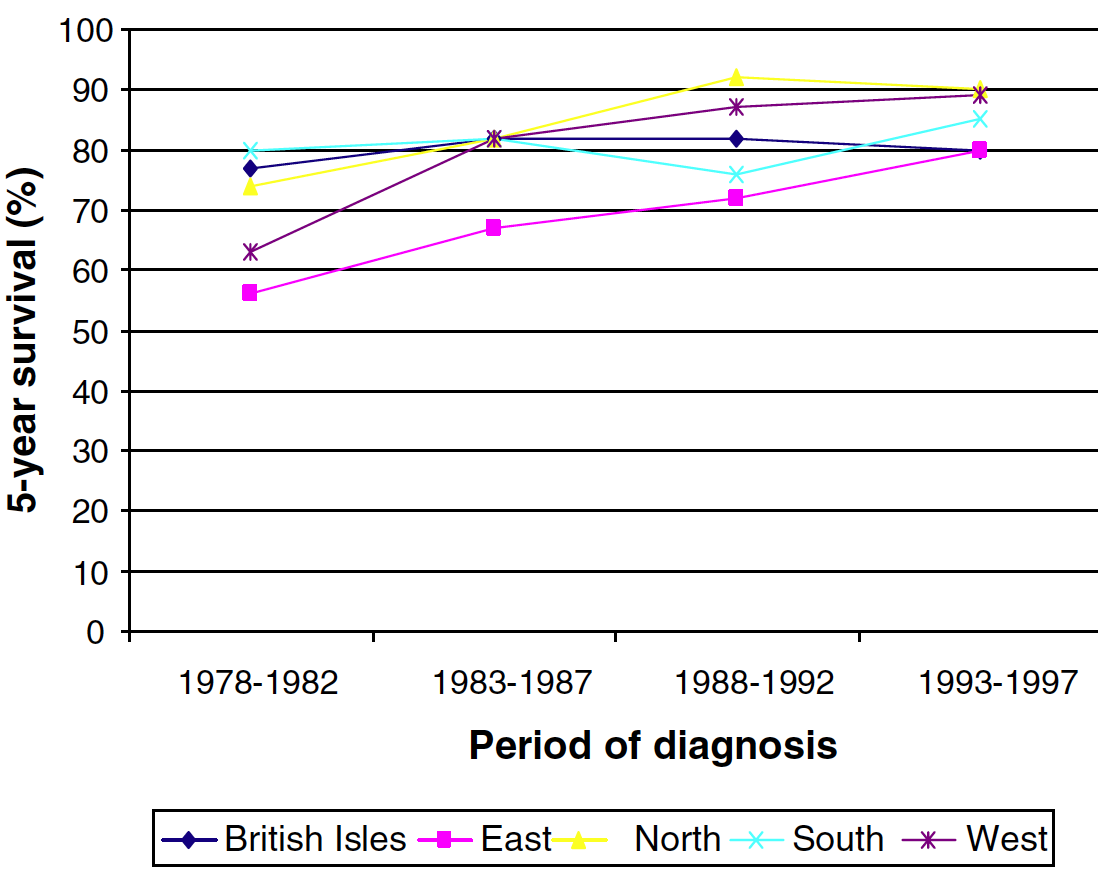 100
90
80
70
60
50
40
30
20
10
0
5-year survival (%)
1978-1982 1983-1987 1988-1992 1993-1997
Period of diagnosis
British Isles East North South West